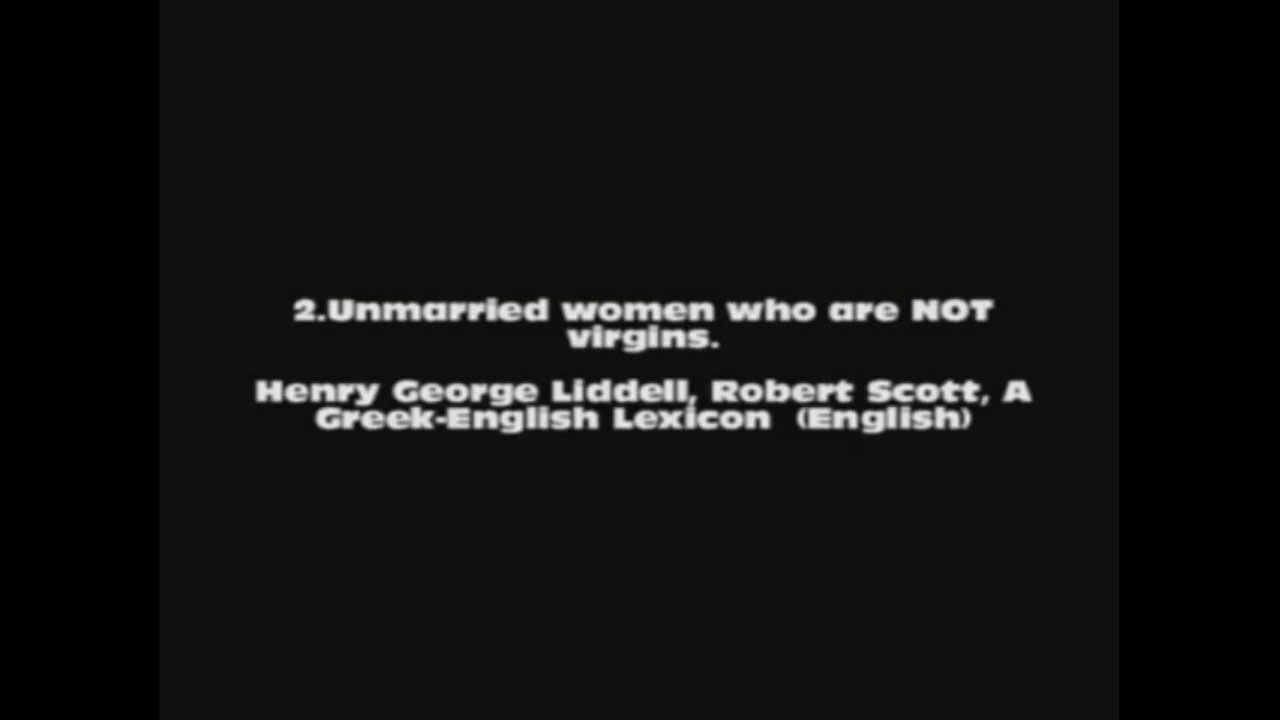 2.Unmarried women who are NOT
virgins.
Henry George Liddell, Robert Scott, A
Greek-English Lexicon (English)